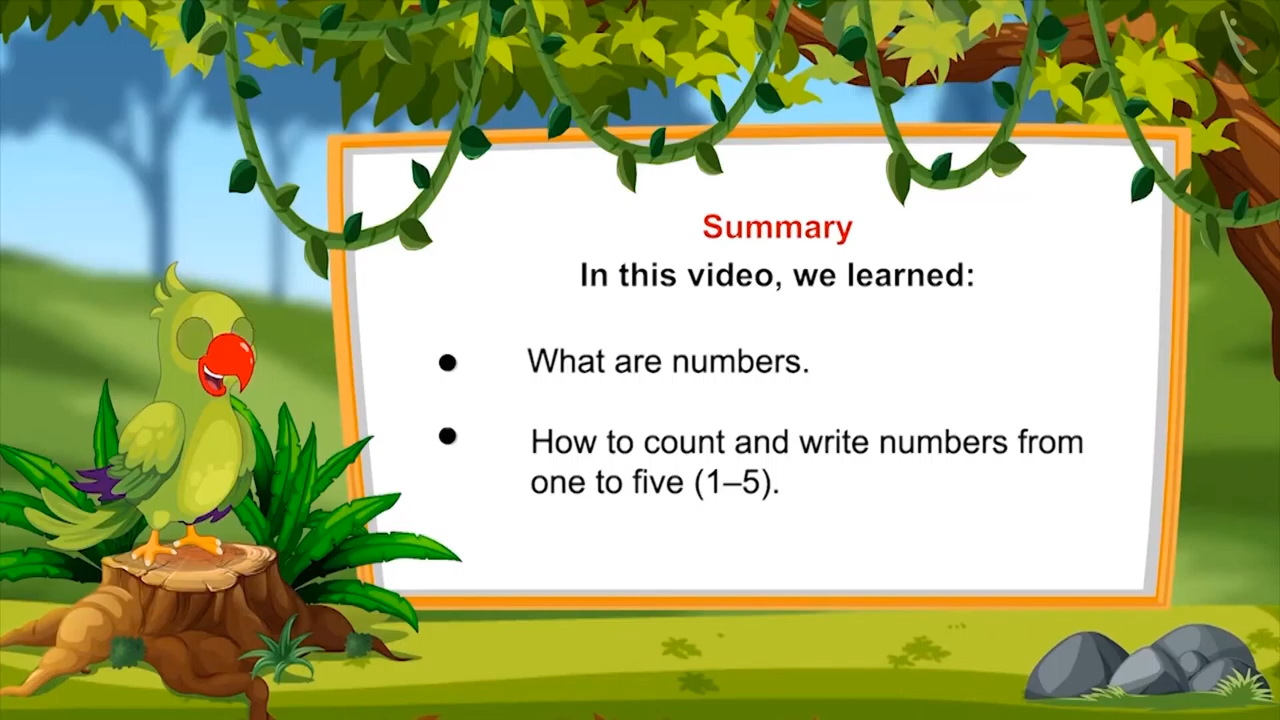 Summary
In this video, we learned:
● What are numbers.
● How to count and write numbers from
one to five (1–5).